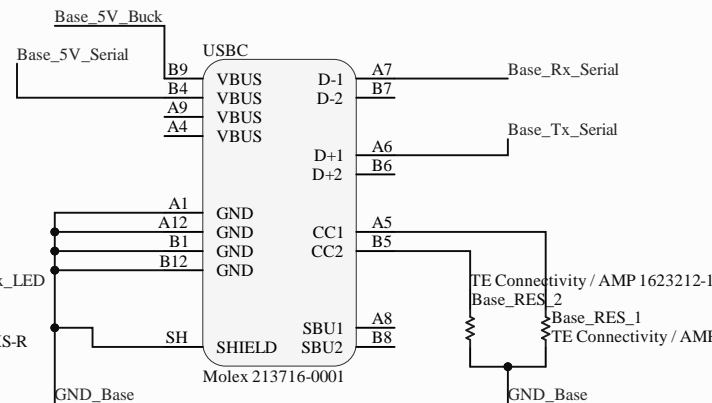 Base_5V_Buck
Base_5V_Serial
USBC
B9 VBUS D-1 A7 Base_Rx_Serial
B4 VBUS D-2 B7
A9 VBUS
A4 VBUS
Base_Tx_Serial
D+1 A6
D+2 B6
A1 GND
A12 GND CC1 A5
B1 GND CC2 B5
B12 GND
x_LED
TE Connectivity / AMP 1623212-1
Base_RES_2
Base_RES_1
SBU1 A8
TE Connectivity / AMP
S-R
SH SHIELD SBU2 B8
Molex 213716-0001
GND_Base
GND_Base